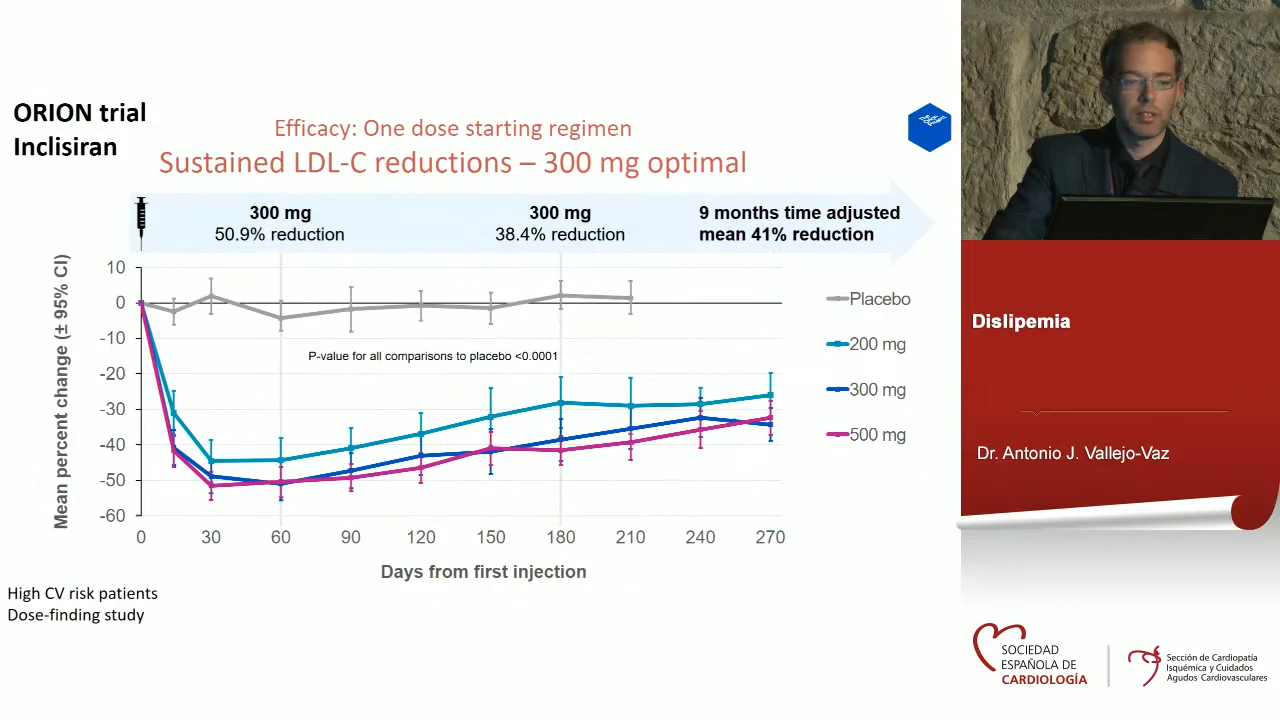 ORION trial
Inclisiran
Efficacy: One dose starting regimen
Sustained LDL-C reductions – 300 mg optimal
The Orion Project
300 mg
50.9% reduction
300 mg
38.4% reduction
9 months time adjusted
mean 41% reduction
Mean percent change (± 95% CI)
10
0
-10
-20
-30
-40
-50
-60
P-value for all comparisons to placebo <0.0001
Placebo
200 mg
300 mg
500 mg
0 30 60 90 120 150 180 210 240 270
Days from first injection
High CV risk patients
Dose-finding study
Dislipemia
Dr. Antonio J. Vallejo-Vaz
SOCIEDAD
ESPAÑOLA DE
CARDIOLOGÍA
Sección de Cardiopatía
Isquémica y Cuidados
Agudos Cardiovasculares